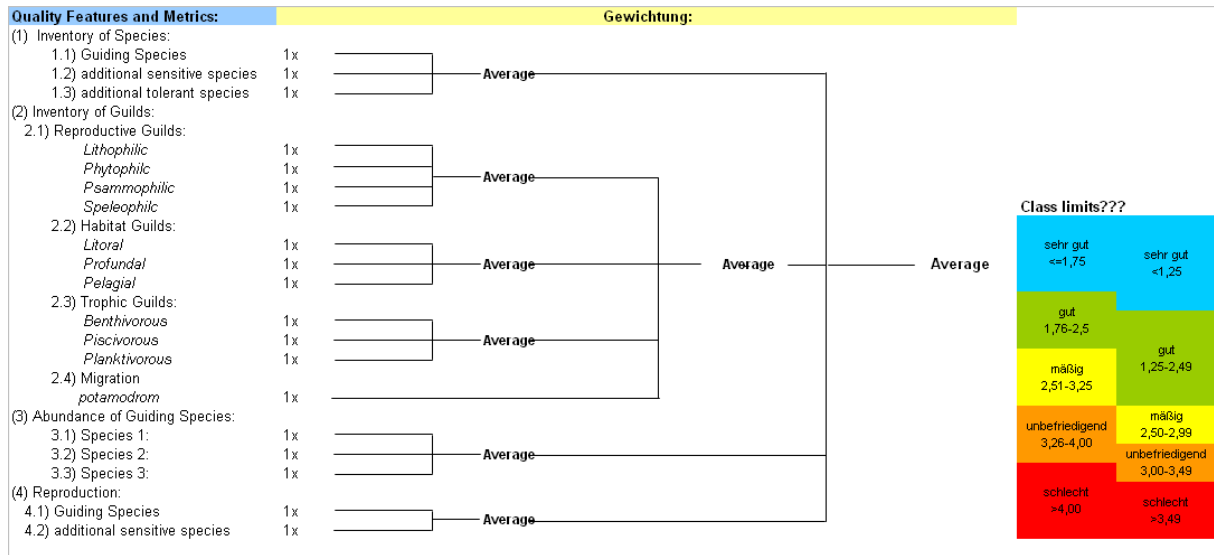 Quality Features and Metrics: Gewichtung:
(1) Inventory of Species:
1.1) Guiding Species 1x
1.2) additional sensitive species 1x Average
1.3) additional tolerant species 1x
(2) Inventory of Guilds:
2.1) Reproductive Guilds:
Lithophilic 1x
Phytophilc 1x
Average
Psammophilic 1x
Speleophilc 1x
2.2) Habitat Guilds:
Litoral 1x
Profundal 1x Average Average Average
Pelagial 1x
2.3) Trophic Guilds:
Benthivorous 1x
Piscivorous 1x Average
Planktivorous 1x
2.4) Migration
potamodrom 1x
(3) Abundance of Guiding Species:
3.1) Species 1: 1x
3.2) Species 2: 1x Average
3.3) Species 3: 1x
(4) Reproduction:
4.1) Guiding Species 1x
Average
4.2) additional sensitive species 1x
Class limits???
sehr gut
<=1,75
gut
1,76-2,5
mäßig
2,51-3,25
unbefriedigend
3,26-4,00
schlecht
>4,00
sehr gut
<1,25
gut
1,25-2,49
mäßig
2,50-2,99
unbefriedigend
3,00-3,49
schlecht
>3,49